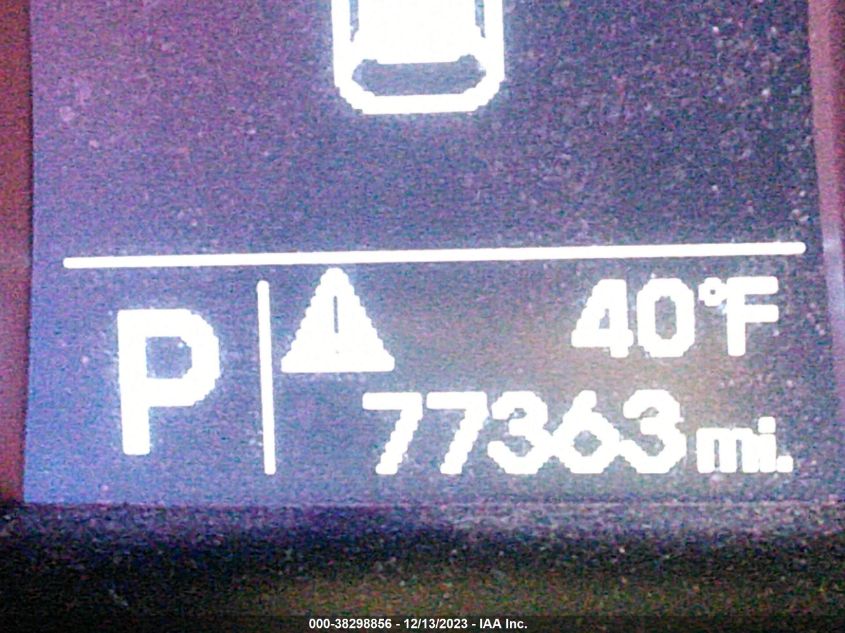 40°F
P
77363 mi.
000-38298856 - 12/13/2023 - IAA Inc.